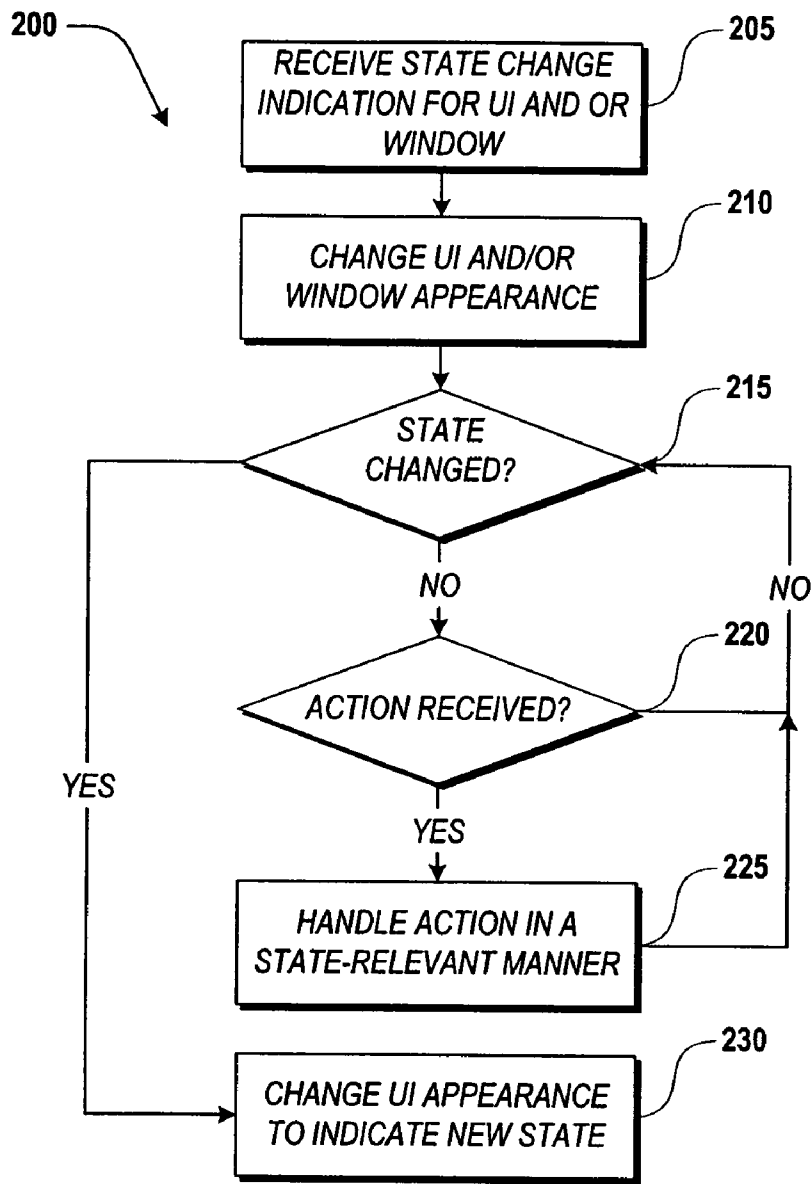 200
205
RECEIVE STATE CHANGE
INDICATION FOR UI AND OR
WINDOW
210
CHANGE UI AND/OR
WINDOW APPEARANCE
215
STATE
CHANGED?
NO
NO
220
ACTION RECEIVED?
YES
YES
225
HANDLE ACTION IN A
STATE-RELEVANT MANNER
230
CHANGE UI APPEARANCE
TO INDICATE NEW STATE